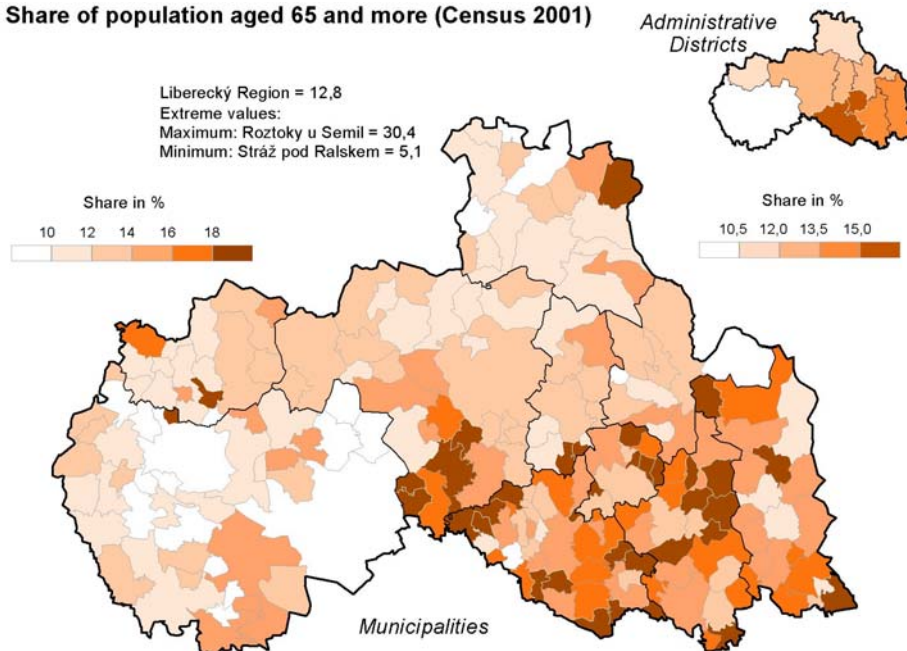 Share of population aged 65 and more (Census 2001)
Administrative
Districts
Liberecký Region = 12,8
Extreme values:
Maximum: Roztoky u Semil = 30,4
Minimum: Stráž pod Ralskem = 5,1
Share in %
10 12 14 16 18
Share in %
10,5 12,0 13,5 15,0
Municipalities